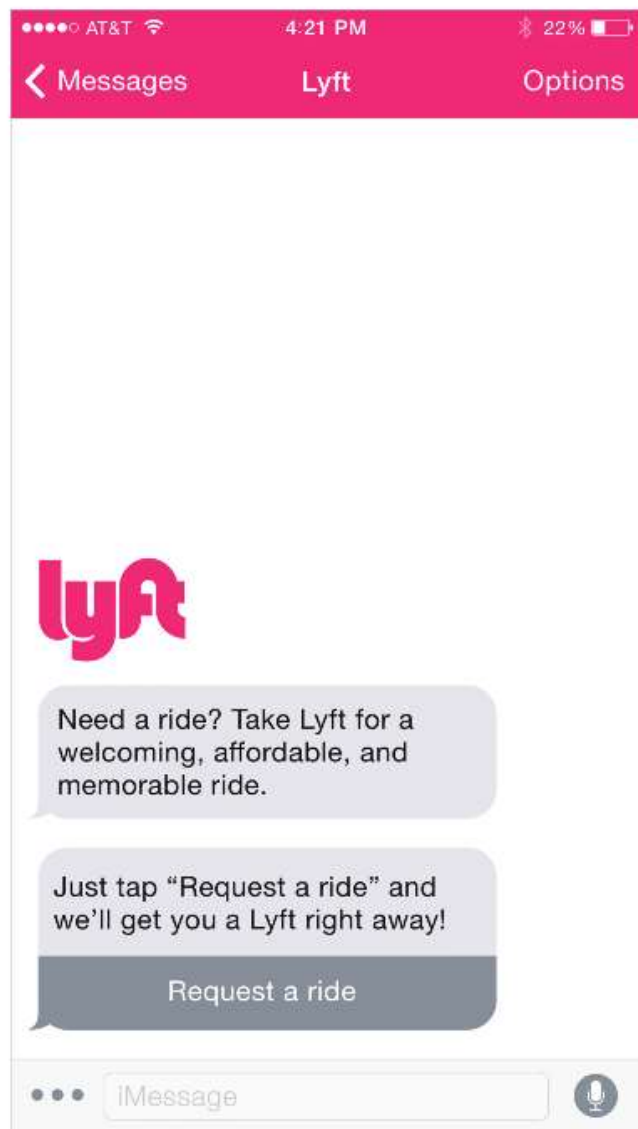 AT&T 4:21 PM 22%
Messages Lyft Options
lyft
Need a ride? Take Lyft for a
welcoming, affordable, and
memorable ride.
Just tap “Request a ride” and
we’ll get you a Lyft right away!
Request a ride
iMessage